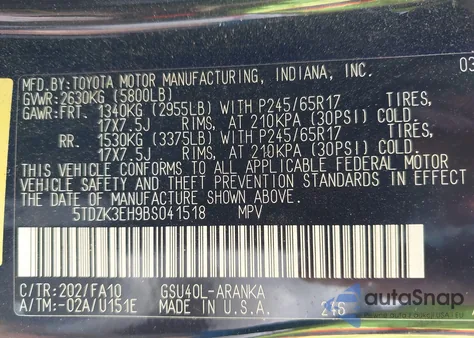 MFD.BY:TOYOTA MOTOR MANUFACTURING, INDIANA, INC. 03
GVWR:2630KG (5800LB)
GAWR:FRT. 1340KG (2955LB) WITH P245/65R17 TIRES,
17X7.5J RIMS, AT 210KPA (30PSI) COLD.
RR. 1530KG (3375LB) WITH P245/65R17 TIRES,
17X7.5J RIMS, AT 210KPA (30PSI) COLD.
THIS VEHICLE CONFORMS TO ALL APPLICABLE FEDERAL MOTOR
VEHICLE SAFETY AND THEFT PREVENTION STANDARDS IN EFFECT ON
THE DATE OF MANUFACTURE SHOWN ABOVE.
5TDZK3EH9BS041518 MPV
C/TR:202/FA10 GSU40L-ARANKA
A/TM:-02A/U151E MADE IN U.S.A. 246
autaSnap